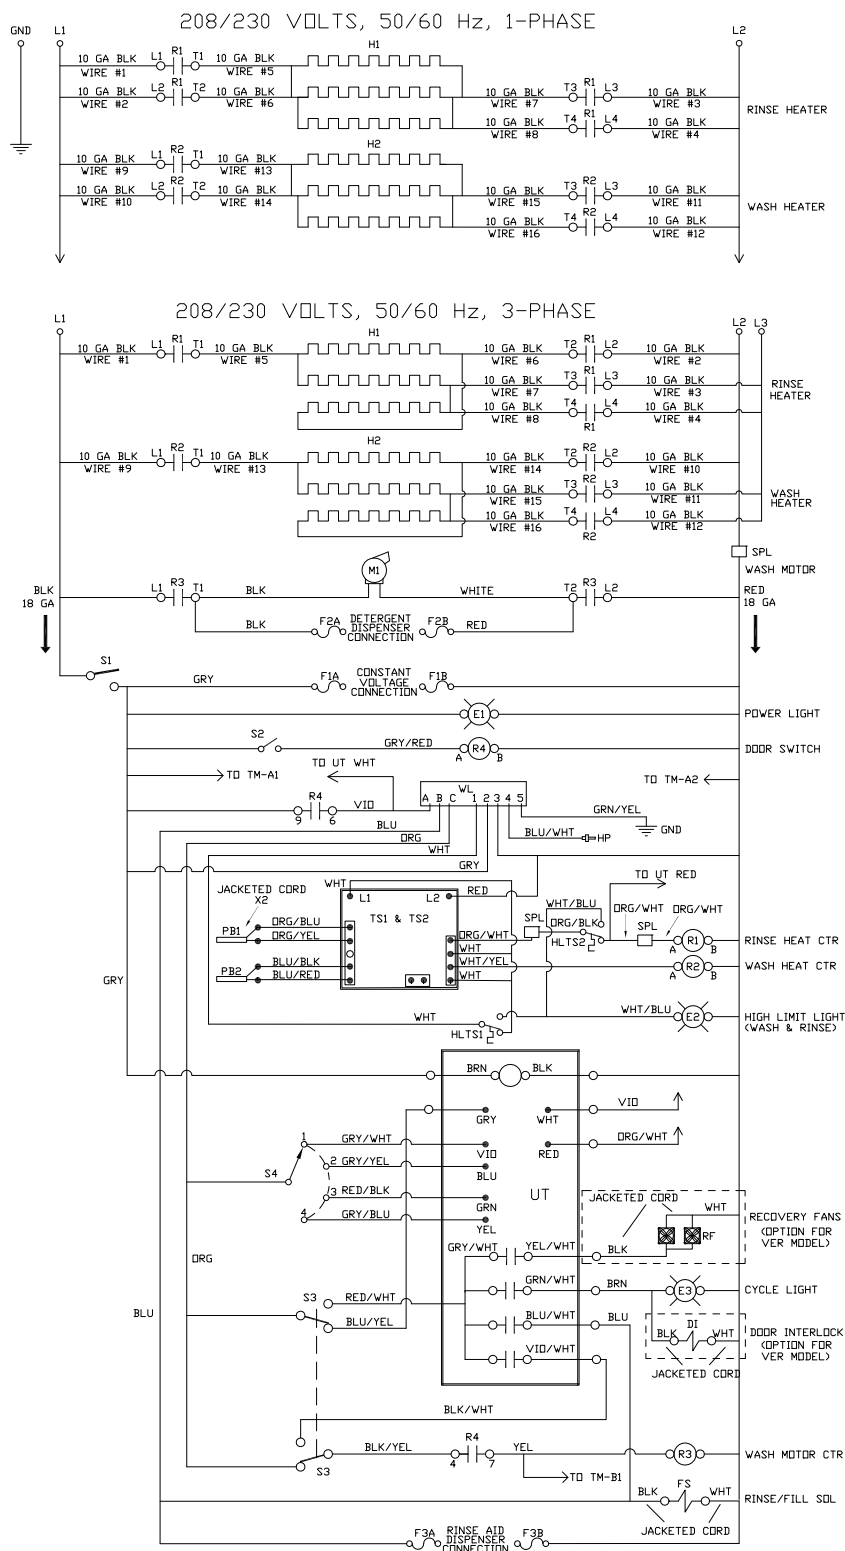 208/230 VOLTS, 50/60 Hz, 1-PHASE
GND
L1
L2
H1
10 GA BLK L1 R1 T1 10 GA BLK
WIRE #1 WIRE #5
10 GA BLK L2 R1 T2 10 GA BLK
WIRE #2 WIRE #6
10 GA BLK T3 R1 L3 10 GA BLK
WIRE #7 WIRE #3
10 GA BLK T4 R1 L4 10 GA BLK
WIRE #8 WIRE #4
RINSE HEATER
H2
10 GA BLK L1 R2 T1 10 GA BLK
WIRE #9 WIRE #13
10 GA BLK L2 R2 T2 10 GA BLK
WIRE #10 WIRE #14
10 GA BLK T3 R2 L3 10 GA BLK
WIRE #15 WIRE #11
10 GA BLK T4 R2 L4 10 GA BLK
WIRE #16 WIRE #12
WASH HEATER
208/230 VOLTS, 50/60 Hz, 3-PHASE
L1
L2 L3
H1
10 GA BLK L1 R1 T1 10 GA BLK
WIRE #1 WIRE #5
10 GA BLK T2 R1 L2 10 GA BLK
WIRE #6 WIRE #2
10 GA BLK T3 R1 L3 10 GA BLK
WIRE #7 WIRE #3
10 GA BLK T4 L4 10 GA BLK
WIRE #8 R1 WIRE #4
RINSE
HEATER
H2
10 GA BLK L1 R2 T1 10 GA BLK
WIRE #9 WIRE #13
10 GA BLK T2 R2 L2 10 GA BLK
WIRE #14 WIRE #10
10 GA BLK T3 R2 L3 10 GA BLK
WIRE #15 WIRE #11
10 GA BLK T4 L4 10 GA BLK
WIRE #16 R2 WIRE #12
WASH
HEATER
SPL
M1
WASH MOTOR
BLK
18 GA
L1 R3 T1 BLK WHITE T2 R3 L2
RED
18 GA
BLK F2A DETERGENT
DISPENSER
CONNECTION F2B RED
S1
GRY F1A CONSTANT
VOLTAGE
CONNECTION F1B
E1
POWER LIGHT
S2
GRY/RED A R4 B
DOOR SWITCH
TO TM-A1
TO UT WHT
TO TM-A2
9 R4 6 VIO
WL
A B C 1 2 3 4 5
GRN/YEL
GND
BLU
ORG
WHT
GRY
BLU/WHT HP
TO UT RED
JACKETED CORD
X2
WHT
L1 L2
RED
TS1 & TS2
PB1 ORG/BLU
ORG/YEL
PB2 BLU/BLK
BLU/RED
ORG/WHT
WHT
WHT/YEL
WHT
SPL
WHT/BLU
ORG/BLK
HLTS2
ORG/WHT
SPL
ORG/WHT
A R1 B
RINSE HEAT CTR
A R2 B
WASH HEAT CTR
GRY
WHT
HLTS1
WHT/BLU
E2
HIGH LIMIT LIGHT
(WASH & RINSE)
BRN BLK
GRY WHT
VIO
VIO RED
ORG/WHT
BLU
GRN
YEL
UT
S4
1 GRY/WHT
2 GRY/YEL
3 RED/BLK
4 GRY/BLU
JACKETED CORD WHT
RF
RECOVERY FANS
(OPTION FOR
VER MODEL)
GRY/WHT YEL/WHT BLK
ORG
BLU
S3
RED/WHT
BLU/YEL
GRN/WHT BRN
E3
CYCLE LIGHT
BLU/WHT BLU
VIO/WHT
DI
BLK WHT
DOOR INTERLOCK
(OPTION FOR
VER MODEL)
JACKETED CORD
BLK/WHT
S3
BLK/YEL 4 R4 7 YEL
R3
WASH MOTOR CTR
TO TM-B1
BLK FS WHT
RINSE/FILL SOL
JACKETED CORD
F3A RINSE AID
DISPENSER
CONNECTION F3B